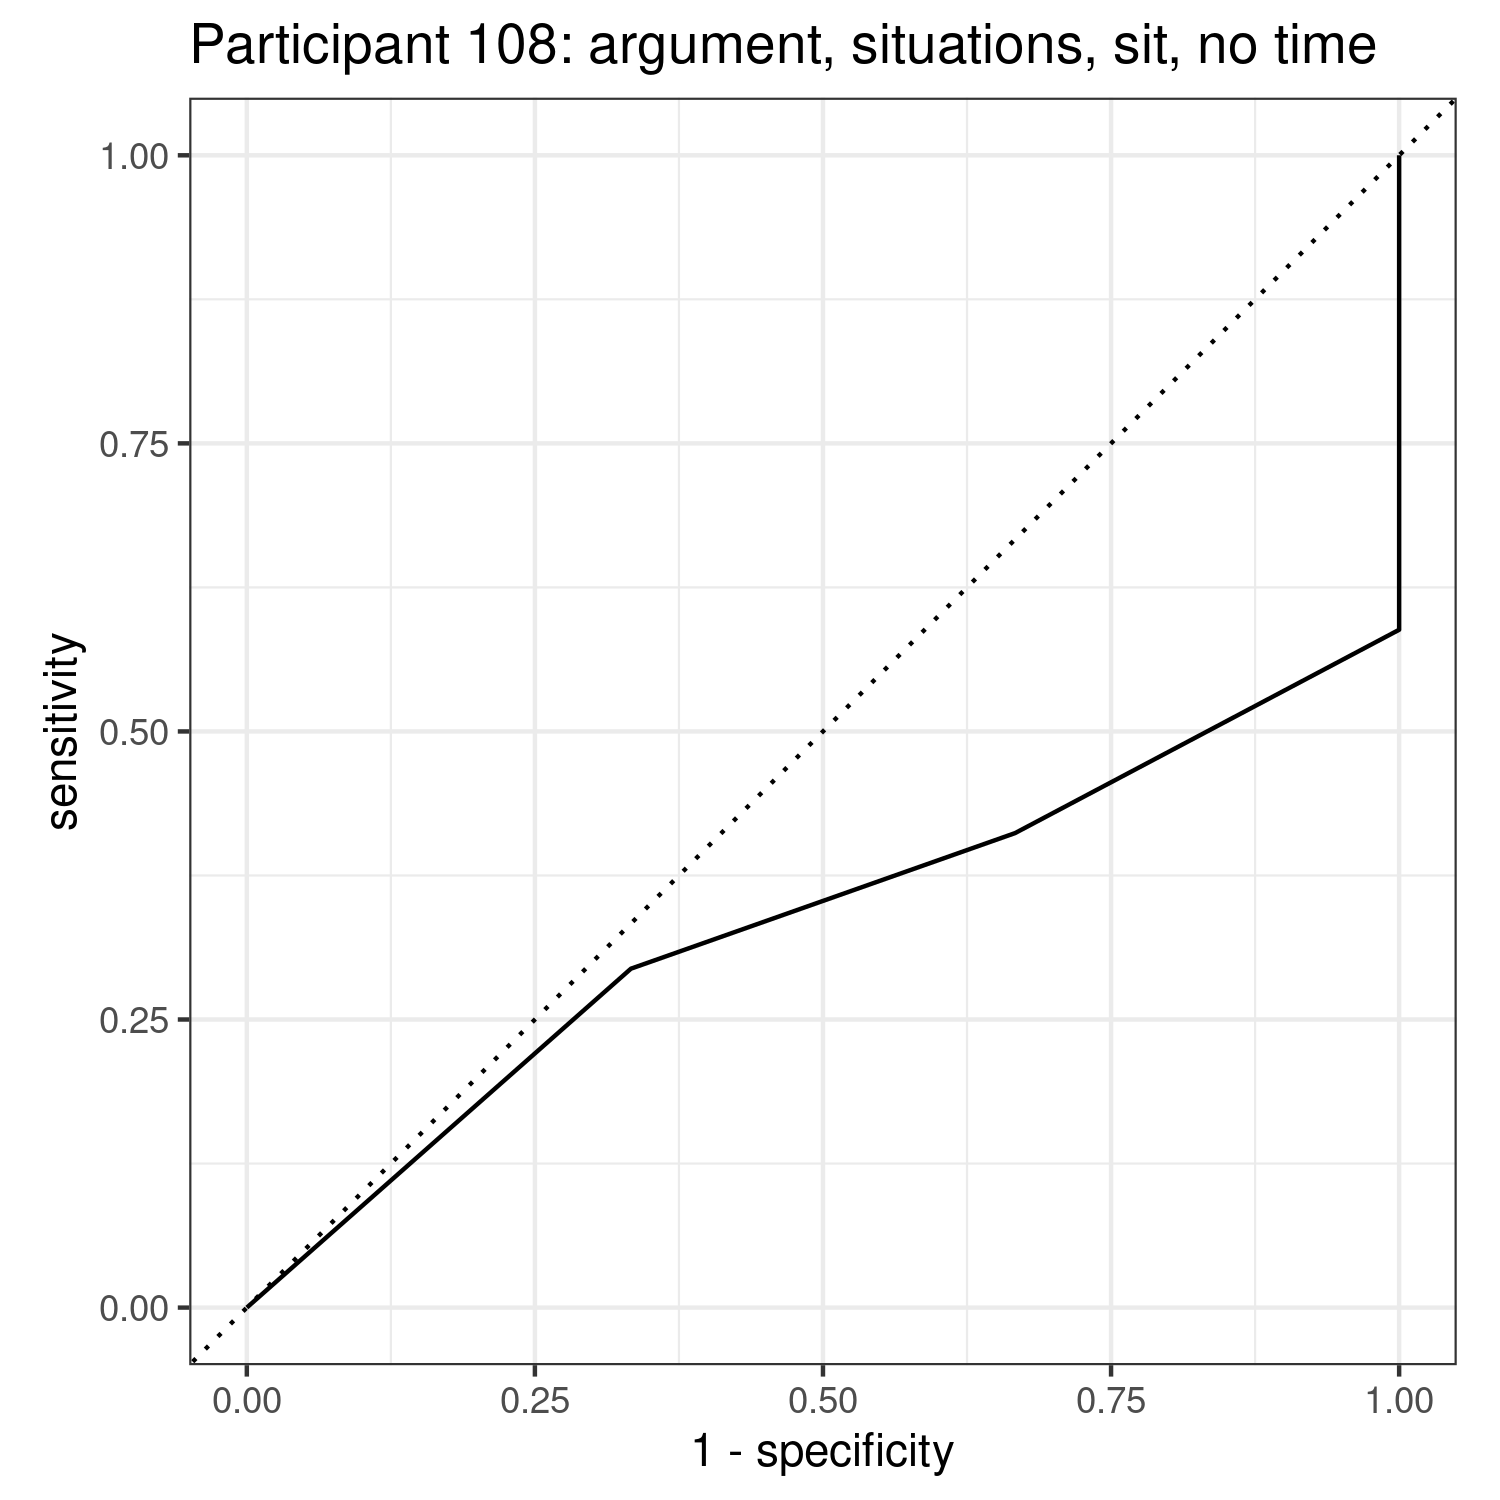 Participant 108: argument, situations, sit, no time
1.00
0.75
0.50
0.25
0.00
sensitivity
0.00 0.25 0.50 0.75 1.00
1 - specificity